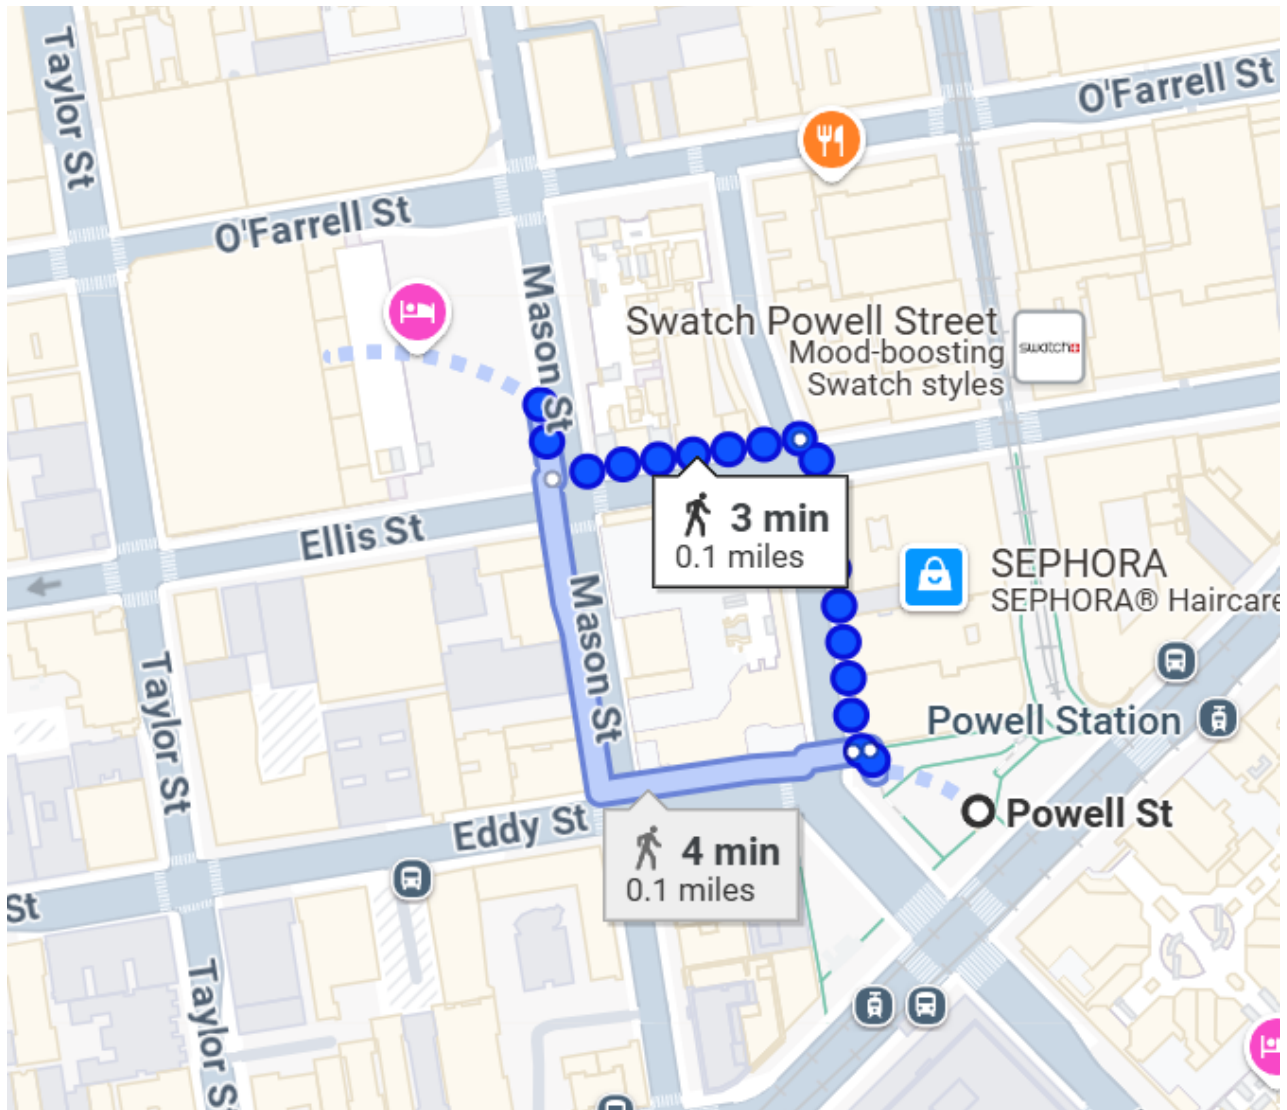 Taylor St
O'Farrell St
O'Farrell St
Mason St
Swatch Powell Street
Mood-boosting
Swatch styles
swatch
3 min
0.1 miles
Ellis St
SEPHORA
SEPHORA® Haircare
Mason St
Taylor St
Powell Station
Powell St
Eddy St
4 min
0.1 miles
St
Taylor St